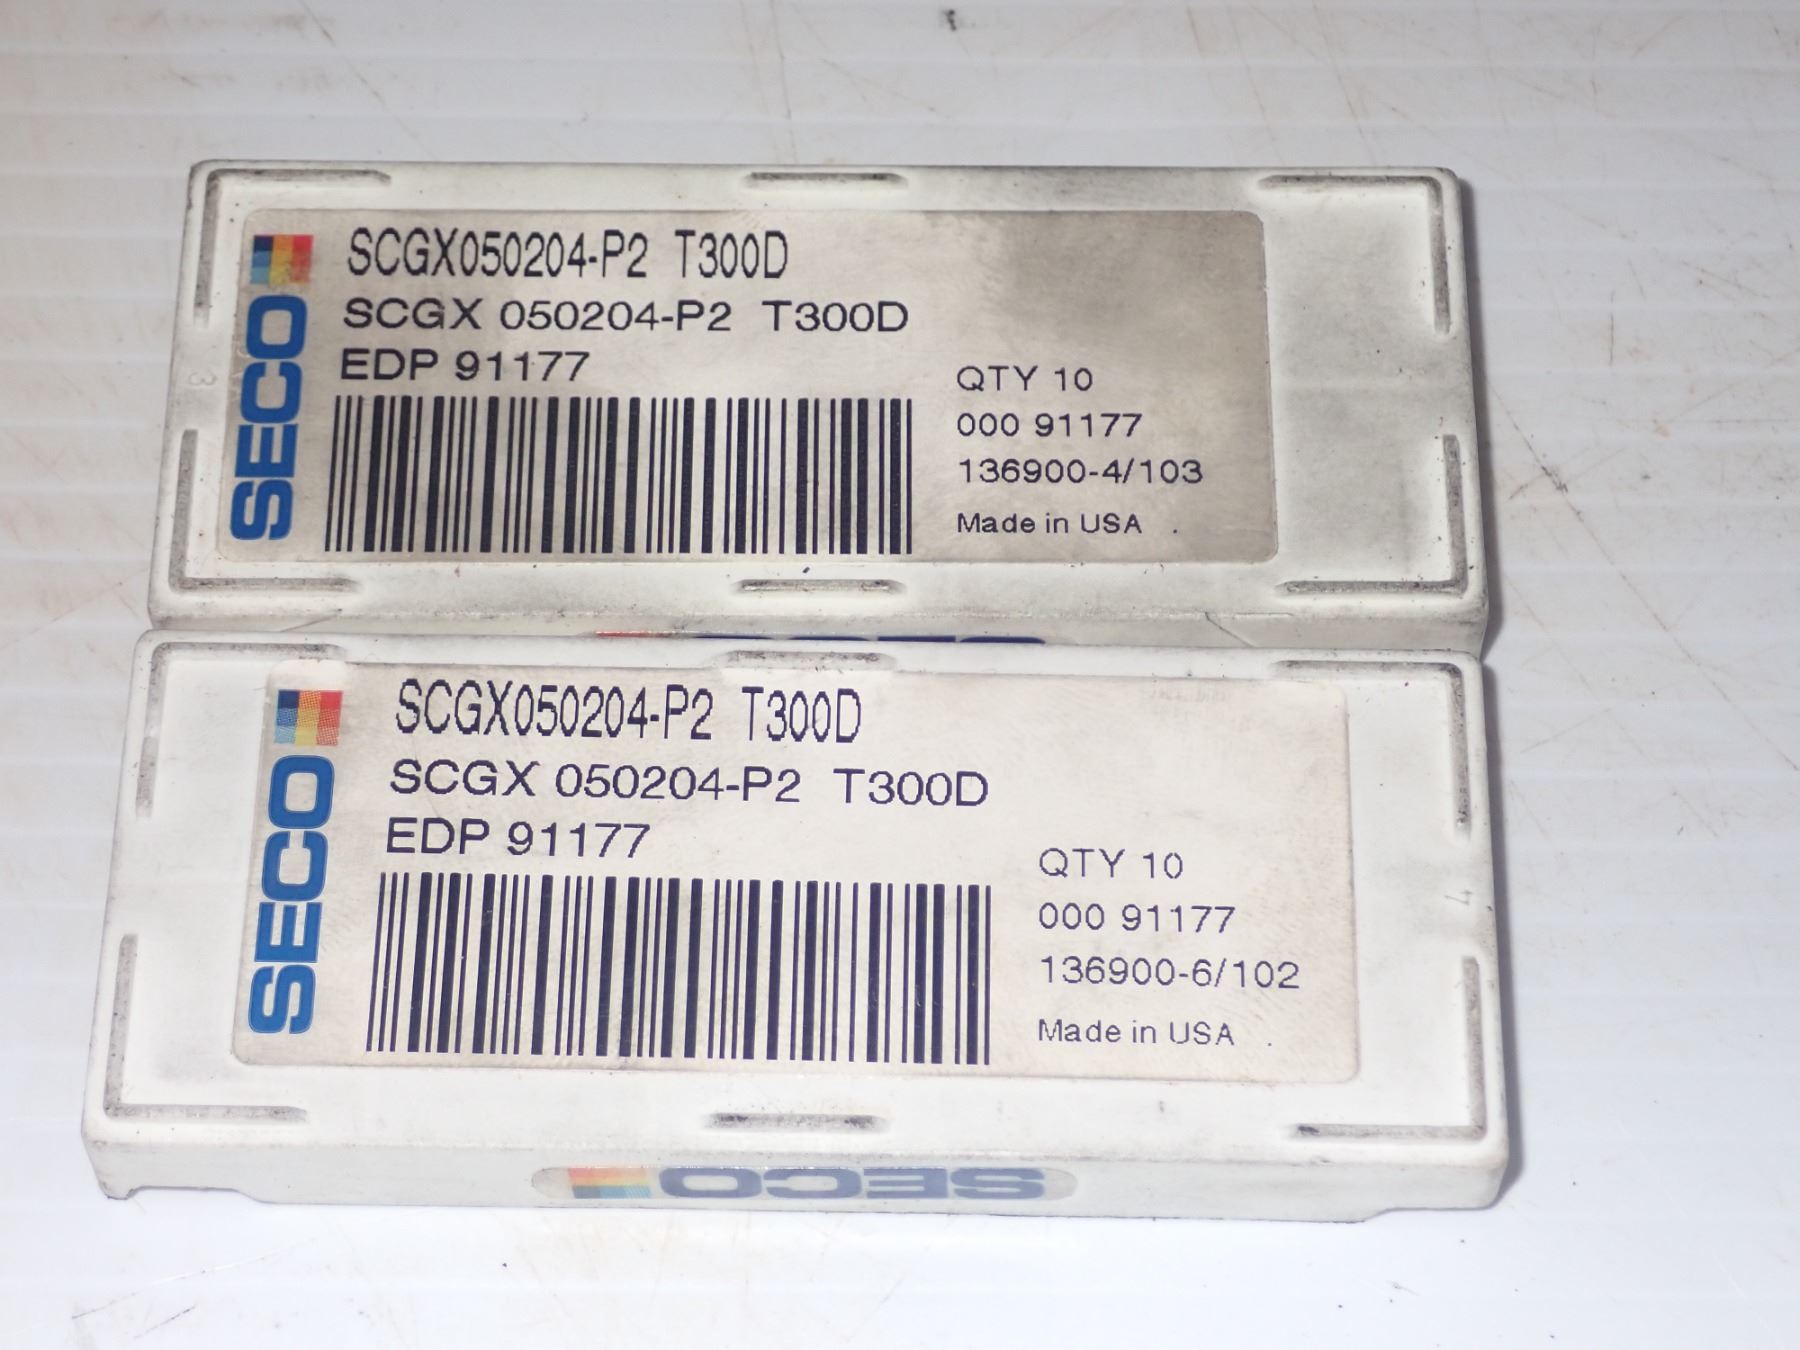 SECO
SCGX050204-P2 T300D
SCGX 050204-P2 T300D
EDP 91177
QTY 10
000 91177
136900-4/103
Made in USA .
3
SECO
SCGX050204-P2 T300D
SCGX 050204-P2 T300D
EDP 91177
QTY 10
000 91177
136900-6/102
Made in USA .
4
SECO